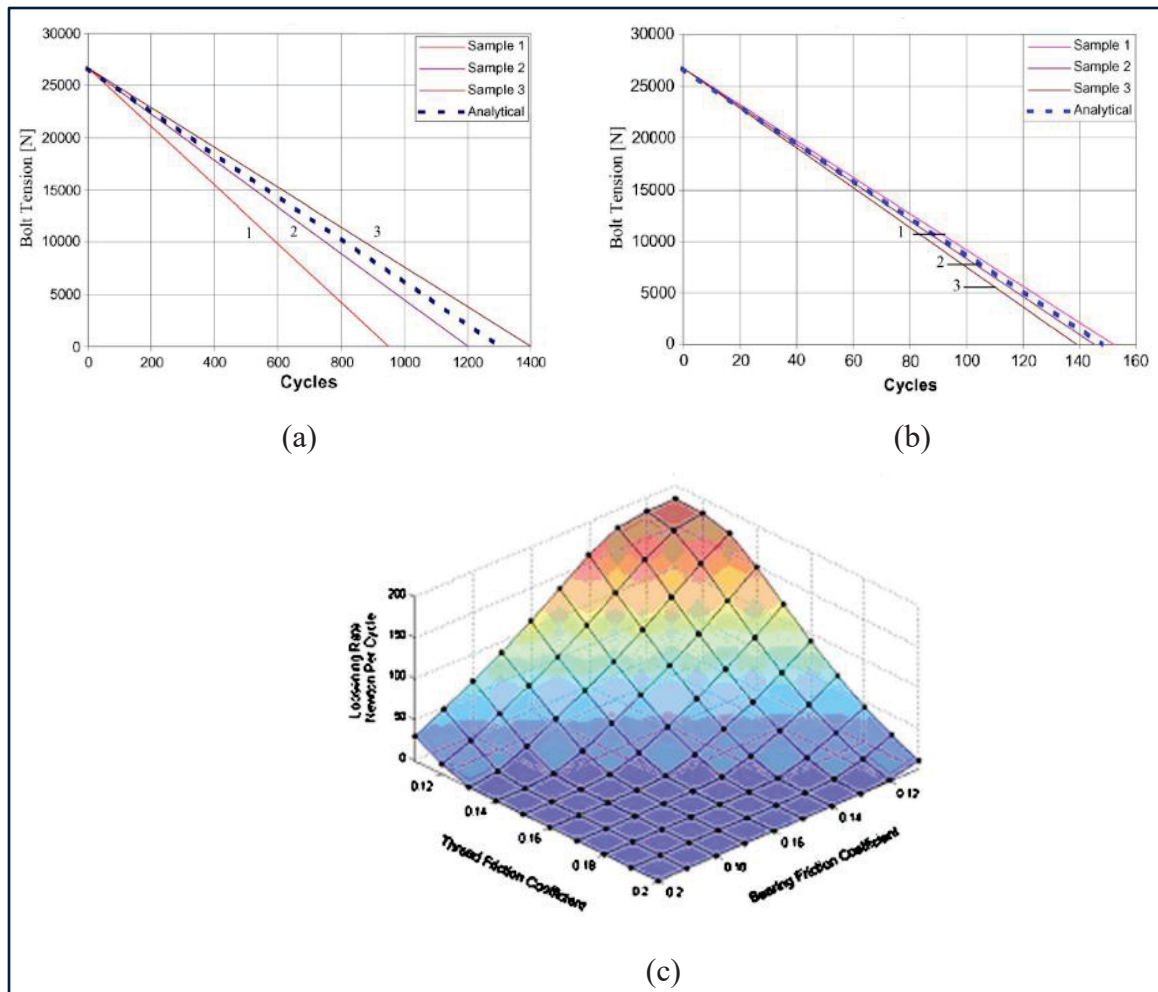 30000
25000
20000
15000
10000
5000
0
Bolt Tension [N]
Sample 1
Sample 2
Sample 3
Analytical
1
2
3
0 200 400 600 800 1000 1200 1400
Cycles
(a)
30000
25000
20000
15000
10000
5000
0
Bolt Tension [N]
Sample 1
Sample 2
Sample 3
Analytical
1
2
3
0 20 40 60 80 100 120 140 160
Cycles
(b)
200
150
100
50
0
Loosening Rate
Newton Per Cycle
0.12
0.14
0.16
0.18
0.2
Thread Friction Coefficient
0.2
0.16
0.14
0.12
Bearing Friction Coefficient
(c)